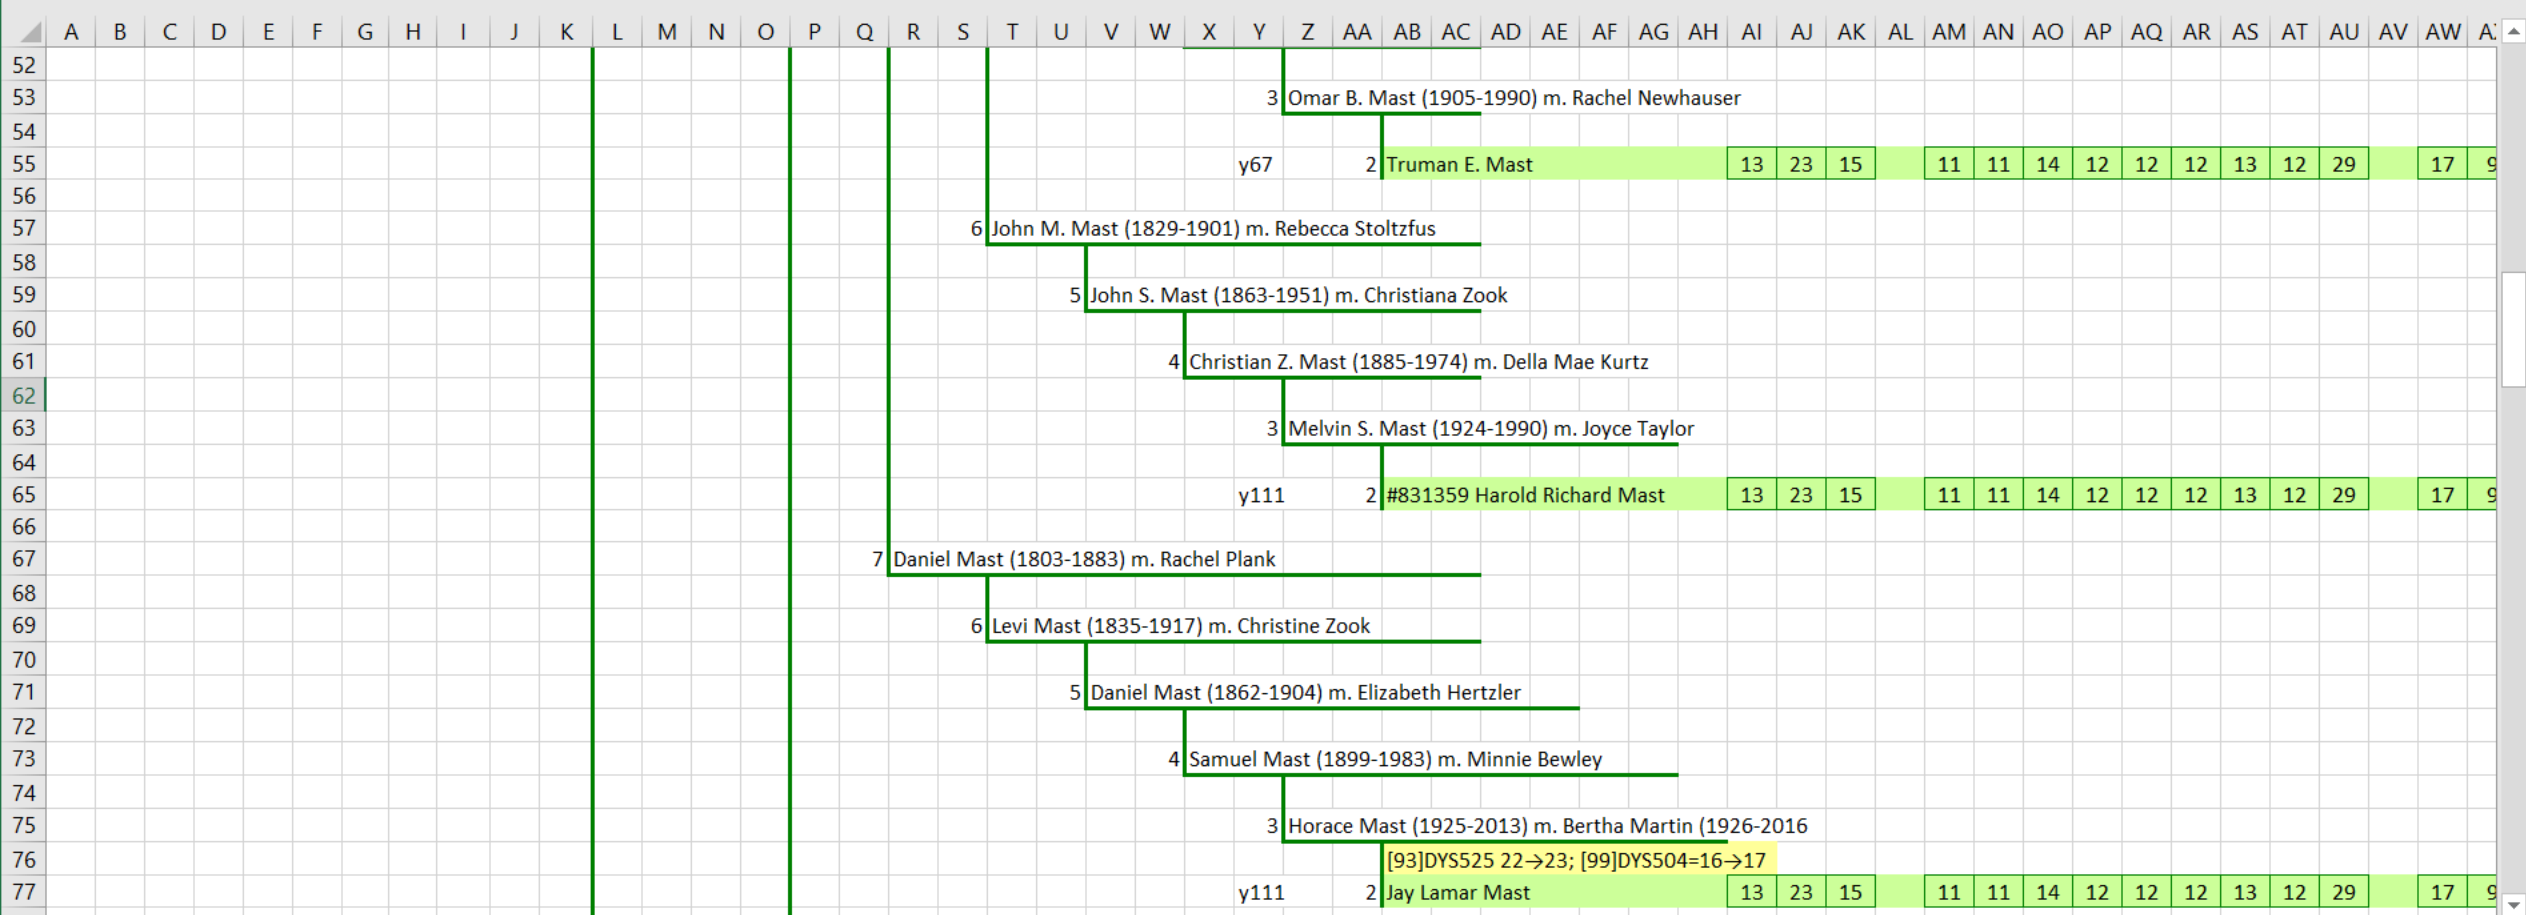 A B C D E F G H I J K L M N O P Q R S T U V W X Y Z AA AB AC AD AE AF AG AH AI AJ AK AL AM AN AO AP AQ AR AS AT AU AV AW
52
53 3 Omar B. Mast (1905-1990) m. Rachel Newhauser
54
55 y67 2 Truman E. Mast 13 23 15 11 11 14 12 12 12 13 12 29 17 9
56
57 6 John M. Mast (1829-1901) m. Rebecca Stoltzfus
58
59 5 John S. Mast (1863-1951) m. Christiana Zook
60
61 4 Christian Z. Mast (1885-1974) m. Della Mae Kurtz
62
63 3 Melvin S. Mast (1924-1990) m. Joyce Taylor
64
65 y111 2 #831359 Harold Richard Mast 13 23 15 11 11 14 12 12 12 13 12 29 17 9
66
67 7 Daniel Mast (1803-1883) m. Rachel Plank
68
69 6 Levi Mast (1835-1917) m. Christine Zook
70
71 5 Daniel Mast (1862-1904) m. Elizabeth Hertzler
72
73 4 Samuel Mast (1899-1983) m. Minnie Bewley
74
75 3 Horace Mast (1925-2013) m. Bertha Martin (1926-2016
76 [93]DYS525 22→23; [99]DYS504=16→17
77 y111 2 Jay Lamar Mast 13 23 15 11 11 14 12 12 12 13 12 29 17 9